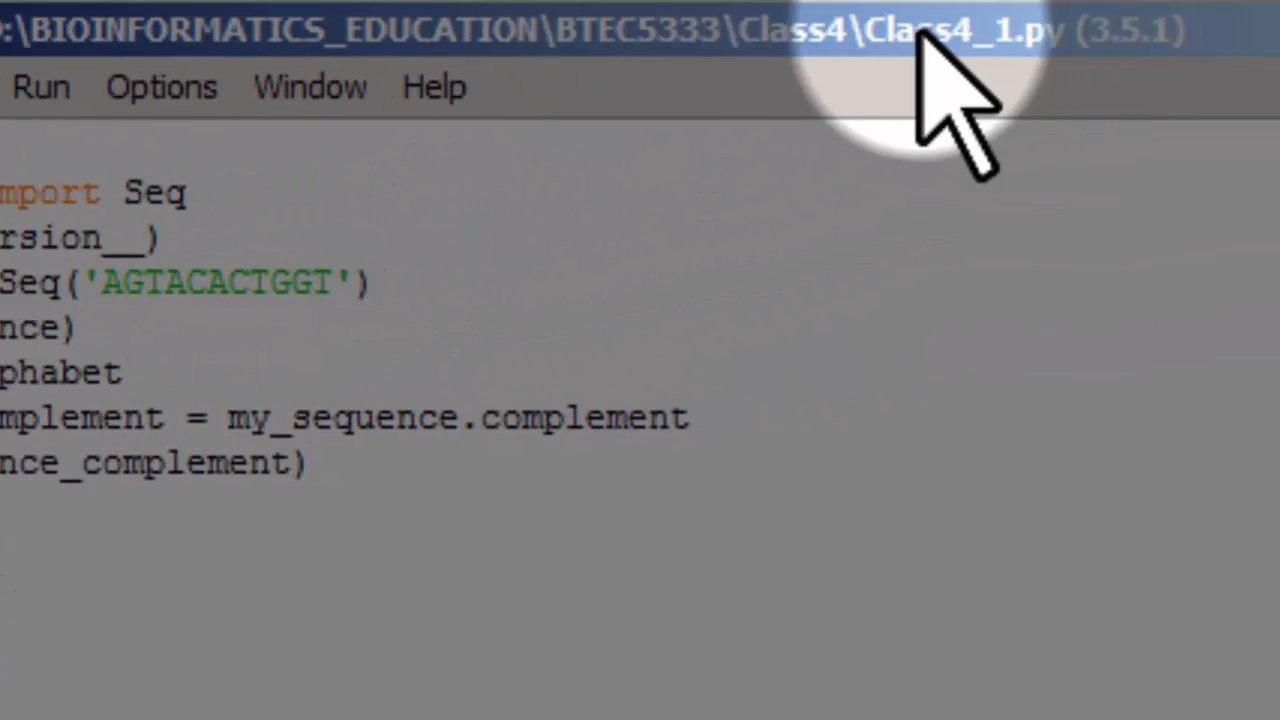 :\BIOINFORMATICS_EDUCATION\BTEC5333\Class4\Class4_1.py (3.5.1)
Run Options Window Help
mport Seq
rsion__)
Seq('AGTACACTGGT')
nce)
phabet
mplement = my_sequence.complement
nce_complement)